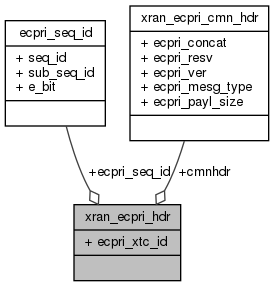 ecpri_seq_id
+ seq_id
+ sub_seq_id
+ e_bit
xran_ecpri_cmn_hdr
+ ecpri_concat
+ ecpri_resv
+ ecpri_ver
+ ecpri_mesg_type
+ ecpri_payl_size
+ecpri_seq_id
+cmnhdr
xran_ecpri_hdr
+ ecpri_xtc_id